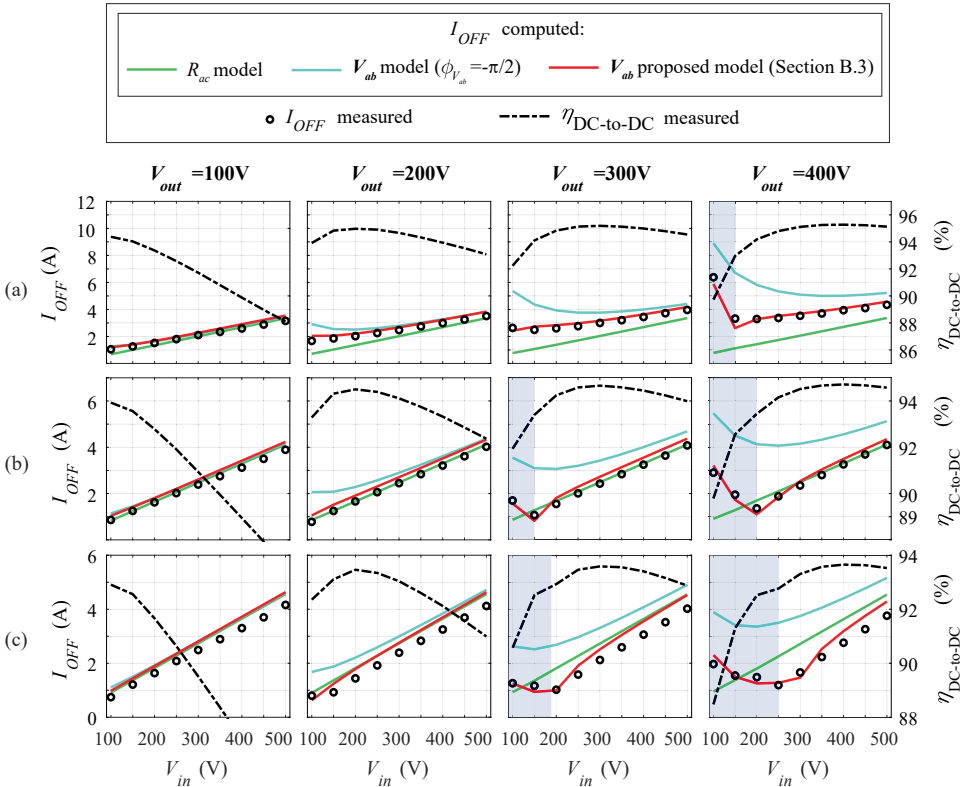 I_OFF computed:
R_ac model
V_ab model (ϕ_V_ab =-π/2)
V_ab proposed model (Section B.3)
I_OFF measured
η_DC-to-DC measured
V_out =100V
V_out =200V
V_out =300V
V_out =400V
(a)
I_OFF (A)
12
10
8
6
4
2
96
94
92
90
88
86
η_DC-to-DC (%)
(b)
I_OFF (A)
6
4
2
94
92
90
89
η_DC-to-DC (%)
(c)
I_OFF (A)
6
4
2
0
94
92
90
88
η_DC-to-DC (%)
100 200 300 400 500
100 200 300 400 500
100 200 300 400 500
100 200 300 400 500
V_in (V)
V_in (V)
V_in (V)
V_in (V)